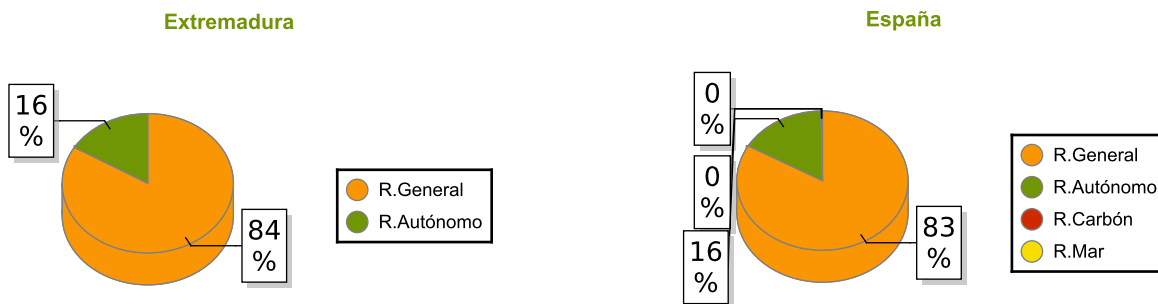 Extremadura
16
%
84
%
R.General
R.Autónomo
España
0
%
0
%
16
%
83
%
R.General
R.Autónomo
R.Carbón
R.Mar